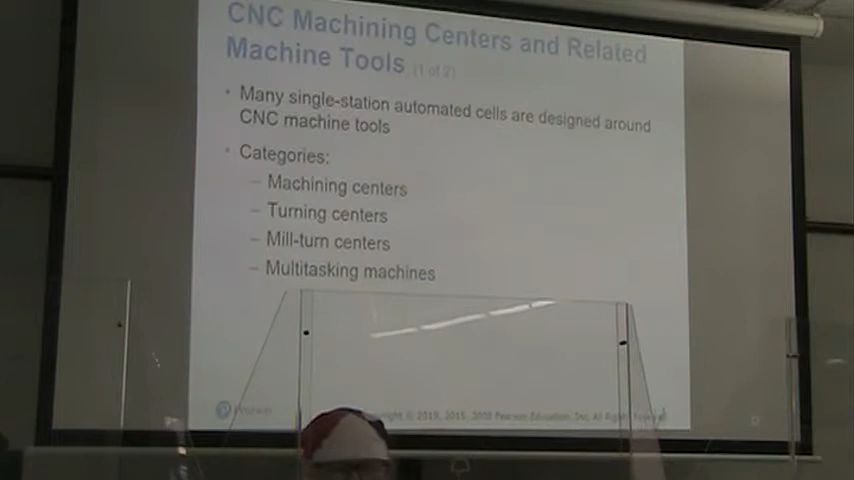 CNC Machining Centers and Related
Machine Tools (1 of 2)
• Many single-station automated cells are designed around
CNC machine tools
• Categories:
– Machining centers
– Turning centers
– Mill-turn centers
– Multitasking machines
Pearson
Copyright © 2019, 2015, 2008 Pearson Education, Inc. All Rights Reserved